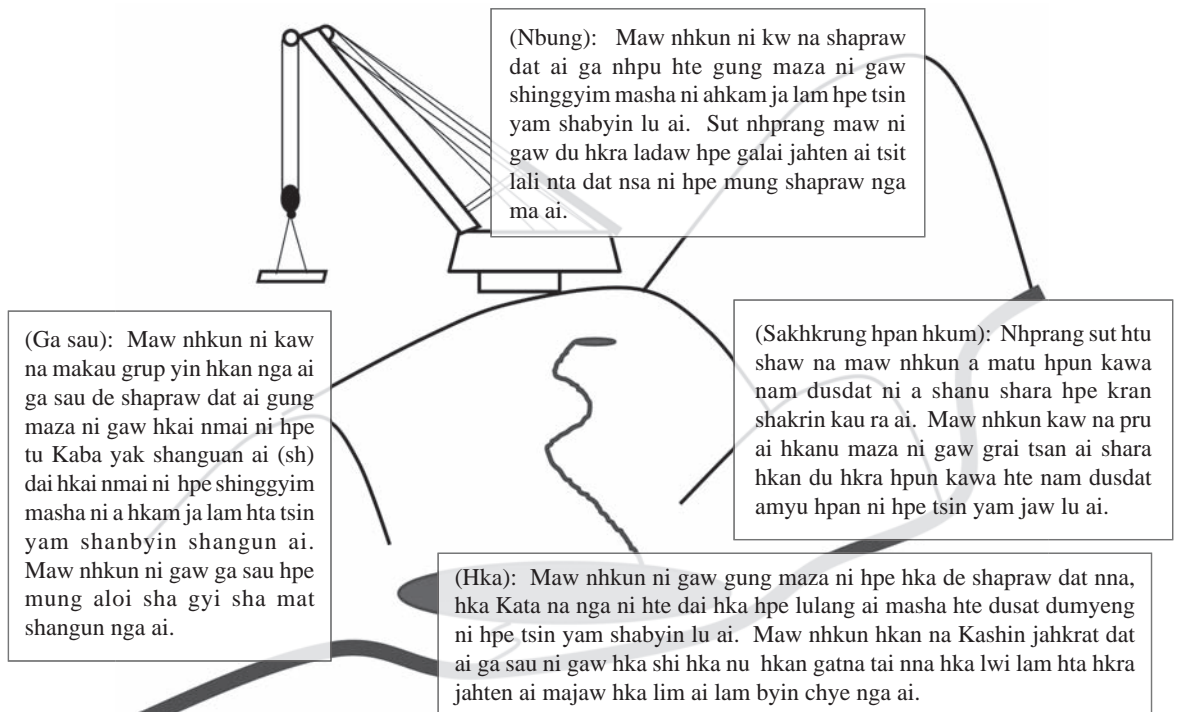 (Nbung): Maw nhkun ni kw na shapraw
dat ai ga nhpu hte gung maza ni gaw
shinggyim masha ni ahkam ja lam hpe tsin
yam shabyin lu ai. Sut nhprang maw ni
gaw du hkra ladaw hpe galai jahten ai tsit
lali nta dat nsa ni hpe mung shapraw nga
ma ai.
(Ga sau): Maw nhkun ni kaw
na makau grup yin hkan nga ai
ga sau de shapraw dat ai gung
maza ni gaw hkai nmai ni hpe
tu Kaba yak shanguan ai (sh)
dai hkai nmai ni hpe shinggyim
masha ni a hkam ja lam hta tsin
yam shanbyin shangun ai.
Maw nhkun ni gaw ga sau hpe
mung aloi sha gyi sha mat
shangun nga ai.
(Sakhkrung hpan hkum): Nhprang sut htu
shaw na maw nhkun a matu hpun kawa
nam dusdat ni a shanu shara hpe kran
shakrin kau ra ai. Maw nhkun kaw na pru
ai hkanu maza ni gaw grai tsan ai shara
hkan du hkra hpun kawa hte nam dusdat
amyu hpan ni hpe tsin yam jaw lu ai.
(Hka): Maw nhkun ni gaw gung maza ni hpe hka de shapraw dat nna,
hka Kata na nga ni hte dai hka hpe lulang ai masha hte dusat dumyeng
ni hpe tsin yam shabyin lu ai. Maw nhkun hkan na Kashin jahkrat dat
ai ga sau ni gaw hka shi hka nu hkan gatna tai nna hka lwi lam hta hkra
jahten ai majaw hka lim ai lam byin chye nga ai.